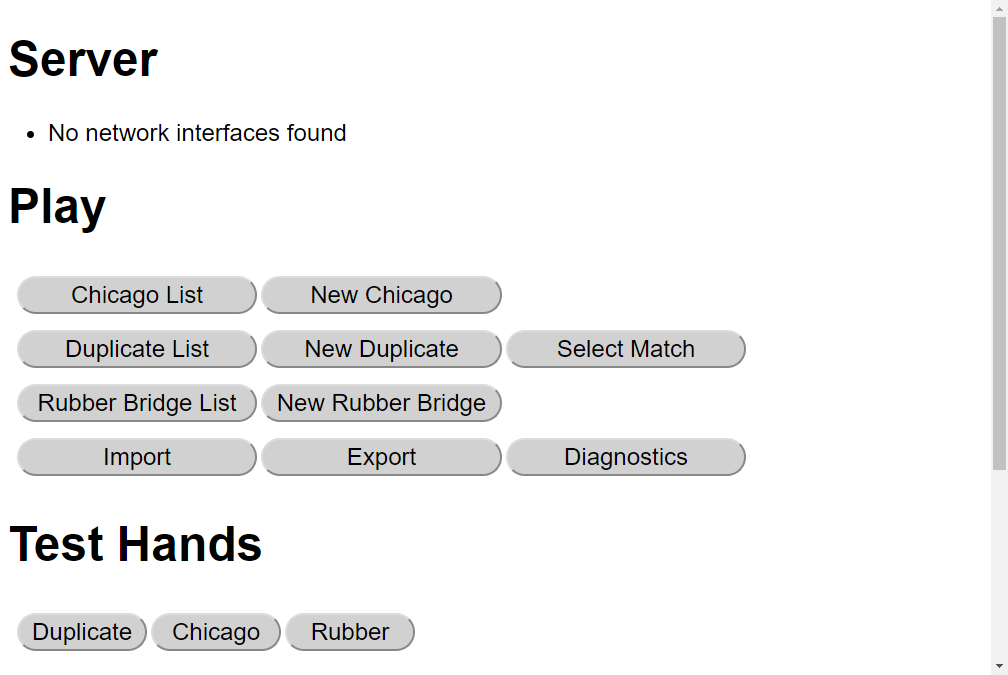 Server
No network interfaces found
Play
Chicago List New Chicago
Duplicate List New Duplicate Select Match
Rubber Bridge List New Rubber Bridge
Import Export Diagnostics
Test Hands
Duplicate Chicago Rubber